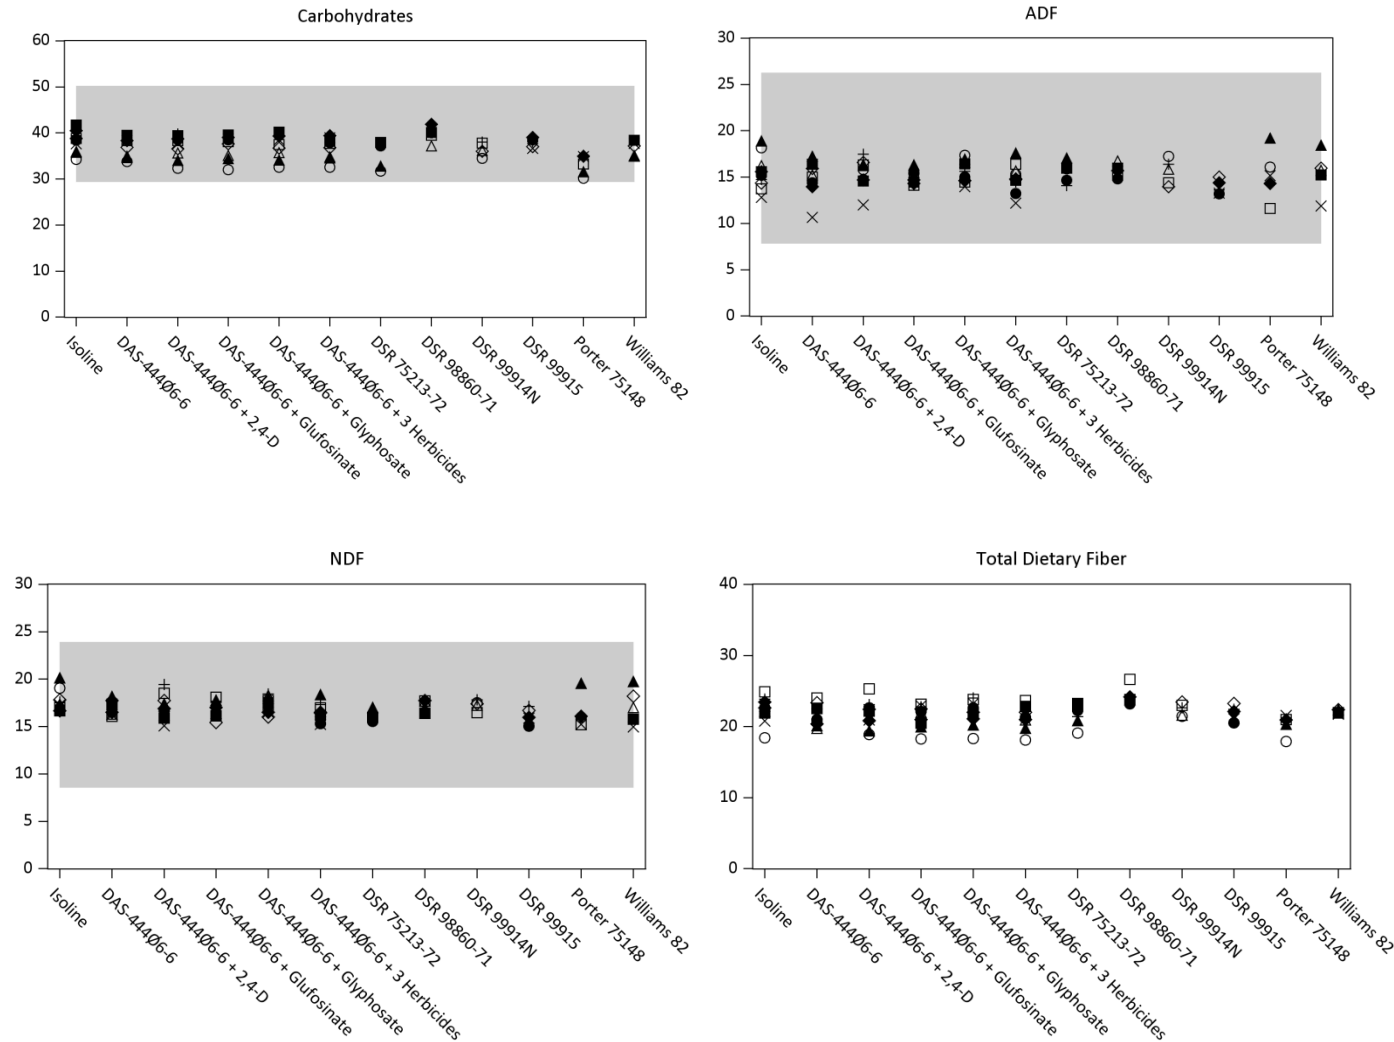 Carbohydrates
60
50
40
30
20
10
0
Isoline
DAS-444Ø6-6
DAS-444Ø6-6 + 2,4-D
DAS-444Ø6-6 + Glufosinate
DAS-444Ø6-6 + Glyphosate
DAS-444Ø6-6 + 3 Herbicides
DSR 75213-72
DSR 98860-71
DSR 99914N
DSR 99915
Porter 75148
Williams 82
ADF
30
25
20
15
10
5
0
Isoline
DAS-444Ø6-6
DAS-444Ø6-6 + 2,4-D
DAS-444Ø6-6 + Glufosinate
DAS-444Ø6-6 + Glyphosate
DAS-444Ø6-6 + 3 Herbicides
DSR 75213-72
DSR 98860-71
DSR 99914N
DSR 99915
Porter 75148
Williams 82
NDF
30
25
20
15
10
5
0
Isoline
DAS-444Ø6-6
DAS-444Ø6-6 + 2,4-D
DAS-444Ø6-6 + Glufosinate
DAS-444Ø6-6 + Glyphosate
DAS-444Ø6-6 + 3 Herbicides
DSR 75213-72
DSR 98860-71
DSR 99914N
DSR 99915
Porter 75148
Williams 82
Total Dietary Fiber
40
30
20
10
0
Isoline
DAS-444Ø6-6
DAS-444Ø6-6 + 2,4-D
DAS-444Ø6-6 + Glufosinate
DAS-444Ø6-6 + Glyphosate
DAS-444Ø6-6 + 3 Herbicides
DSR 75213-72
DSR 98860-71
DSR 99914N
DSR 99915
Porter 75148
Williams 82